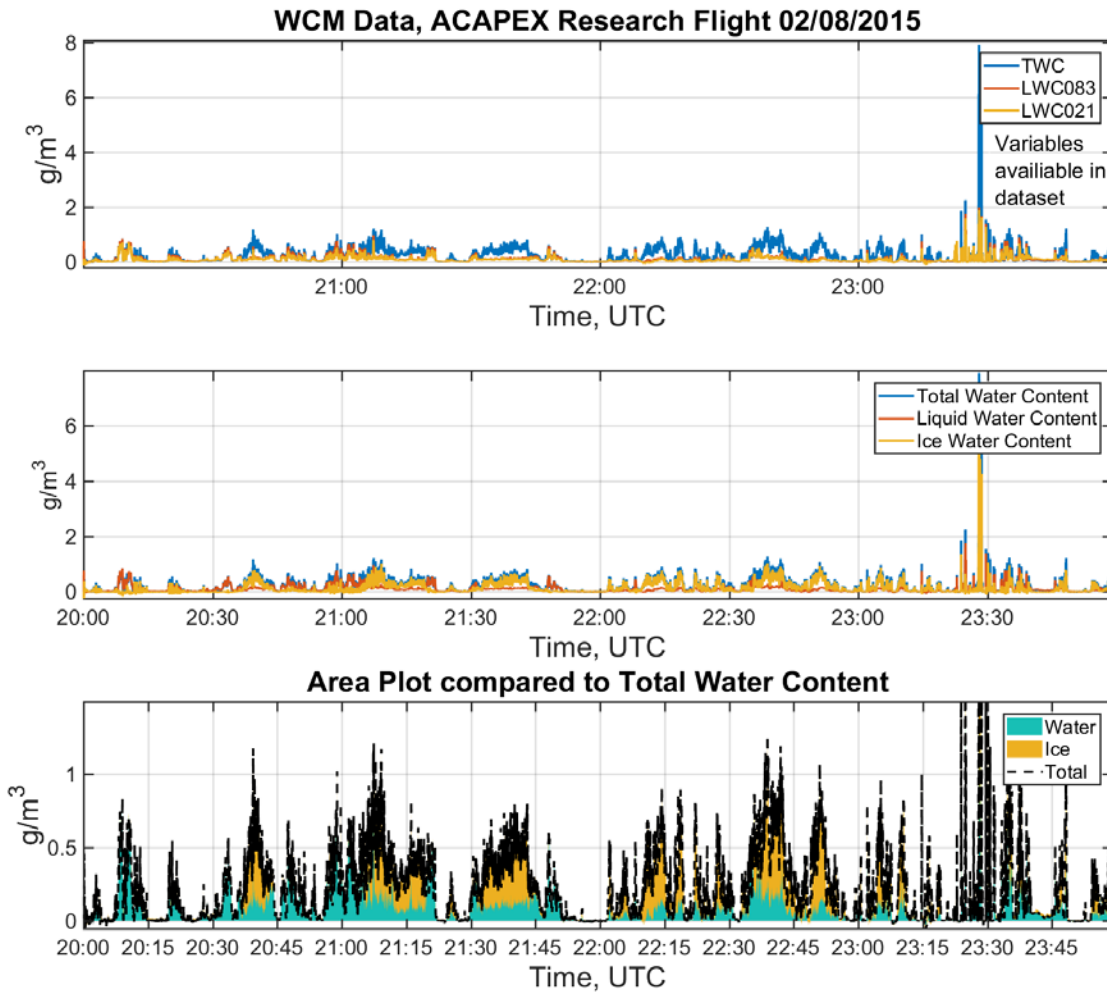 WCM Data, ACAPEX Research Flight 02/08/2015
8
6
4
2
0
g/m3
TWC
LWC083
LWC021
Variables
availiable in
dataset
21:00 22:00 23:00
Time, UTC
6
4
2
0
g/m3
Total Water Content
Liquid Water Content
Ice Water Content
20:00 20:30 21:00 21:30 22:00 22:30 23:00 23:30
Time, UTC
Area Plot compared to Total Water Content
1
0.5
0
g/m3
Water
Ice
Total
20:00 20:15 20:30 20:45 21:00 21:15 21:30 21:45 22:00 22:15 22:30 22:45 23:00 23:15 23:30 23:45
Time, UTC